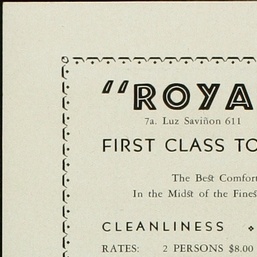 "ROYA
7a. Luz Saviñon 611
FIRST CLASS TO
The Best Comfort
In the Midst of the Fines
CLEANLINESS
RATES: 2 PERSONS $8.00